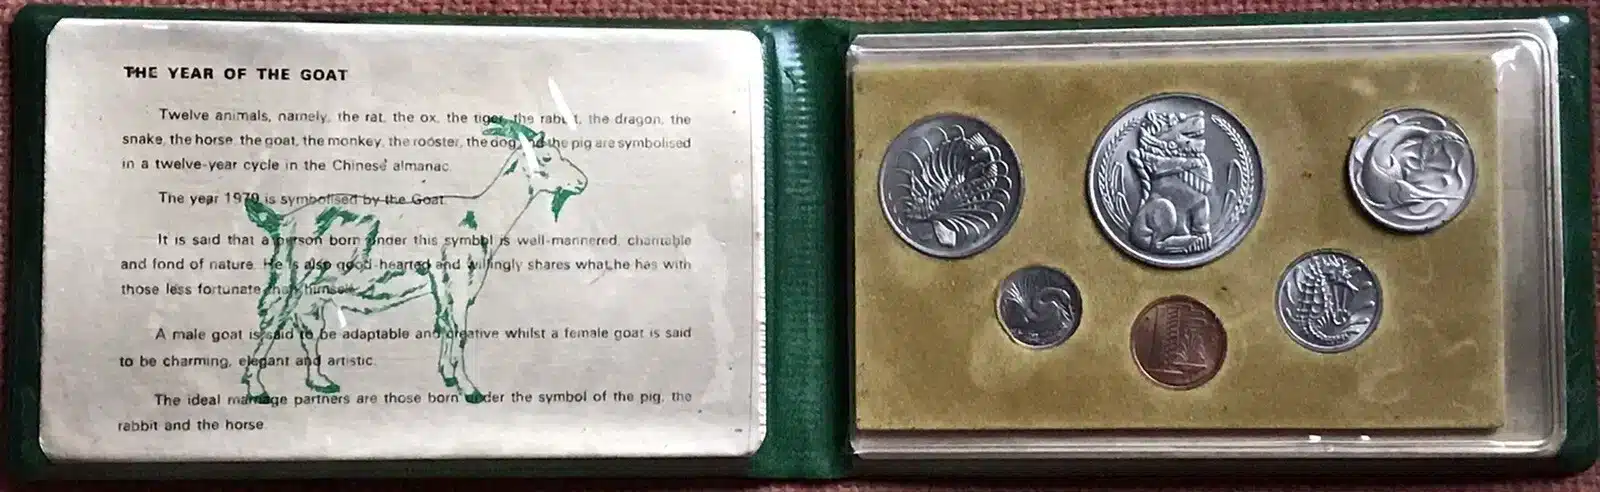 THE YEAR OF THE GOAT
Twelve animals, namely, the rat, the ox, the tiger, the rabbit, the dragon, the
snake, the horse, the goat, the monkey, the rooster, the dog and the pig are symbolised
in a twelve-year cycle in the Chinese almanac.
The year 1979 is symbolised by the Goat.
It is said that a person born under this symbol is well-mannered, charitable
and fond of nature. He is also good-hearted and willingly shares what he has with
those less fortunate than himself.
A male goat is said to be adaptable and creative whilst a female goat is said
to be charming, elegant and artistic.
The ideal marriage partners are those born under the symbol of the pig, the
rabbit and the horse.